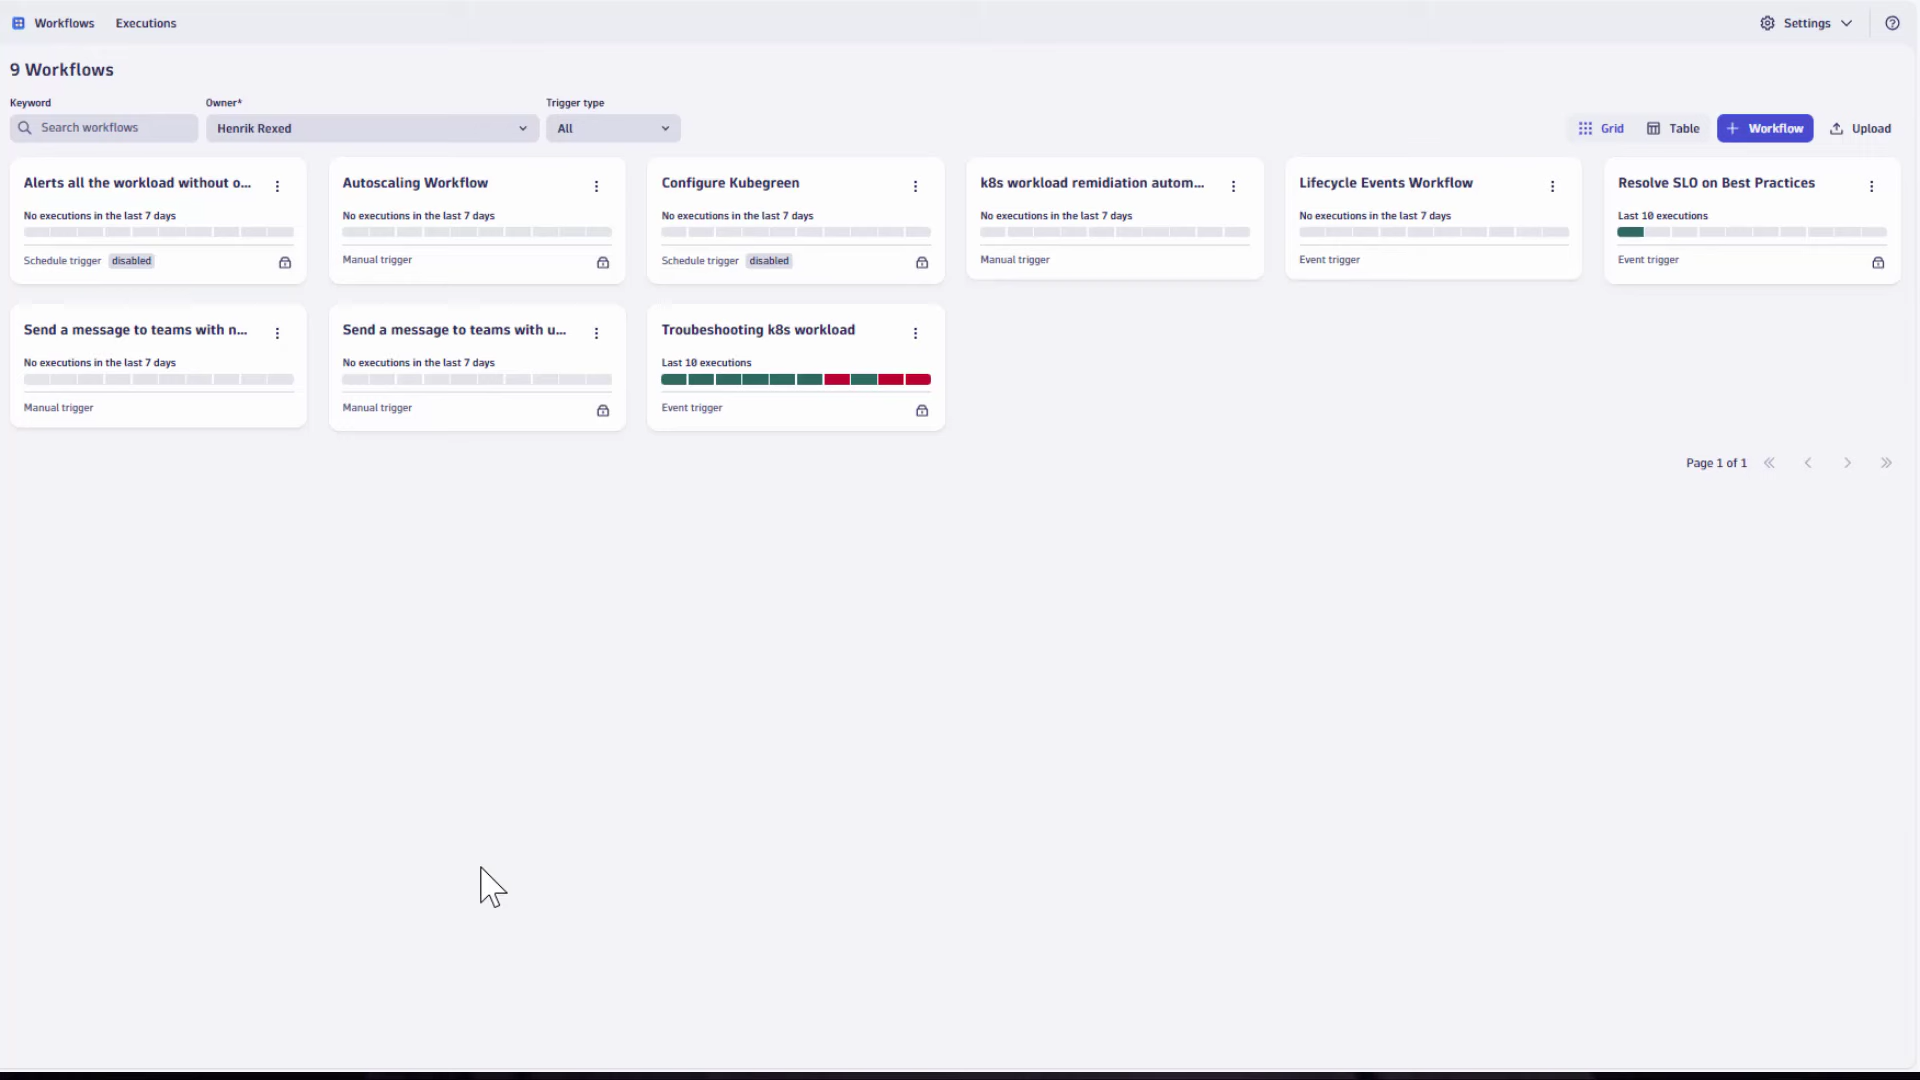 Workflows
Executions
Settings
9 Workflows
Keyword
Owner*
Trigger type
Search workflows
Henrik Rexed
All
Grid
Table
Workflow
Upload
Alerts all the workload without o...
No executions in the last 7 days
Schedule trigger disabled
Autoscaling Workflow
No executions in the last 7 days
Manual trigger
Configure Kubegreen
No executions in the last 7 days
Schedule trigger disabled
k8s workload remidiation autom...
No executions in the last 7 days
Manual trigger
Lifecycle Events Workflow
No executions in the last 7 days
Event trigger
Resolve SLO on Best Practices
Last 10 executions
Event trigger
Send a message to teams with n...
No executions in the last 7 days
Manual trigger
Send a message to teams with u...
No executions in the last 7 days
Manual trigger
Troubeshooting k8s workload
Last 10 executions
Event trigger
Page 1 of 1